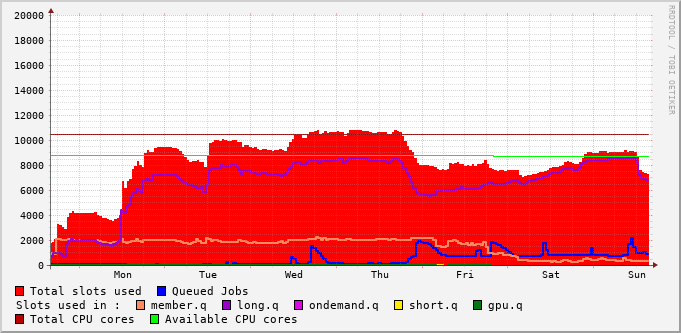 RRDTOOL / TOBI OETIKER
20000
18000
16000
14000
12000
10000
8000
6000
4000
2000
0
Mon Tue Wed Thu Fri Sat Sun
Total slots used Queued Jobs
Slots used in : member.q long.q ondemand.q short.q gpu.q
Total CPU cores Available CPU cores